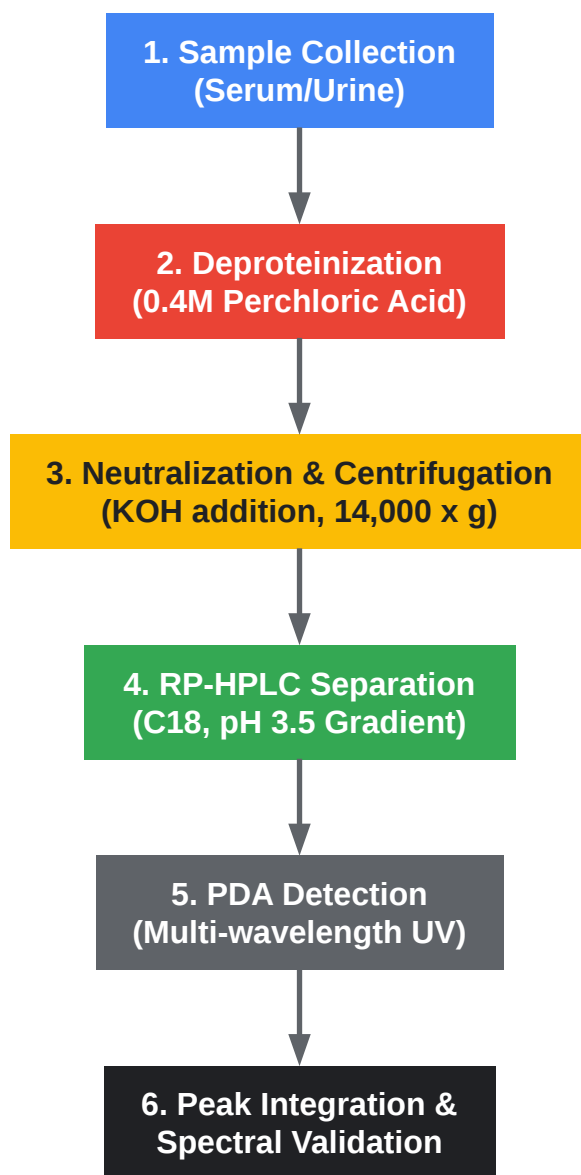 1. Sample Collection
(Serum/Urine)
2. Deproteinization
(0.4M Perchloric Acid)
3. Neutralization & Centrifugation
(KOH addition, 14,000 x g)
4. RP-HPLC Separation
(C18, pH 3.5 Gradient)
5. PDA Detection
(Multi-wavelength UV)
6. Peak Integration &
Spectral Validation